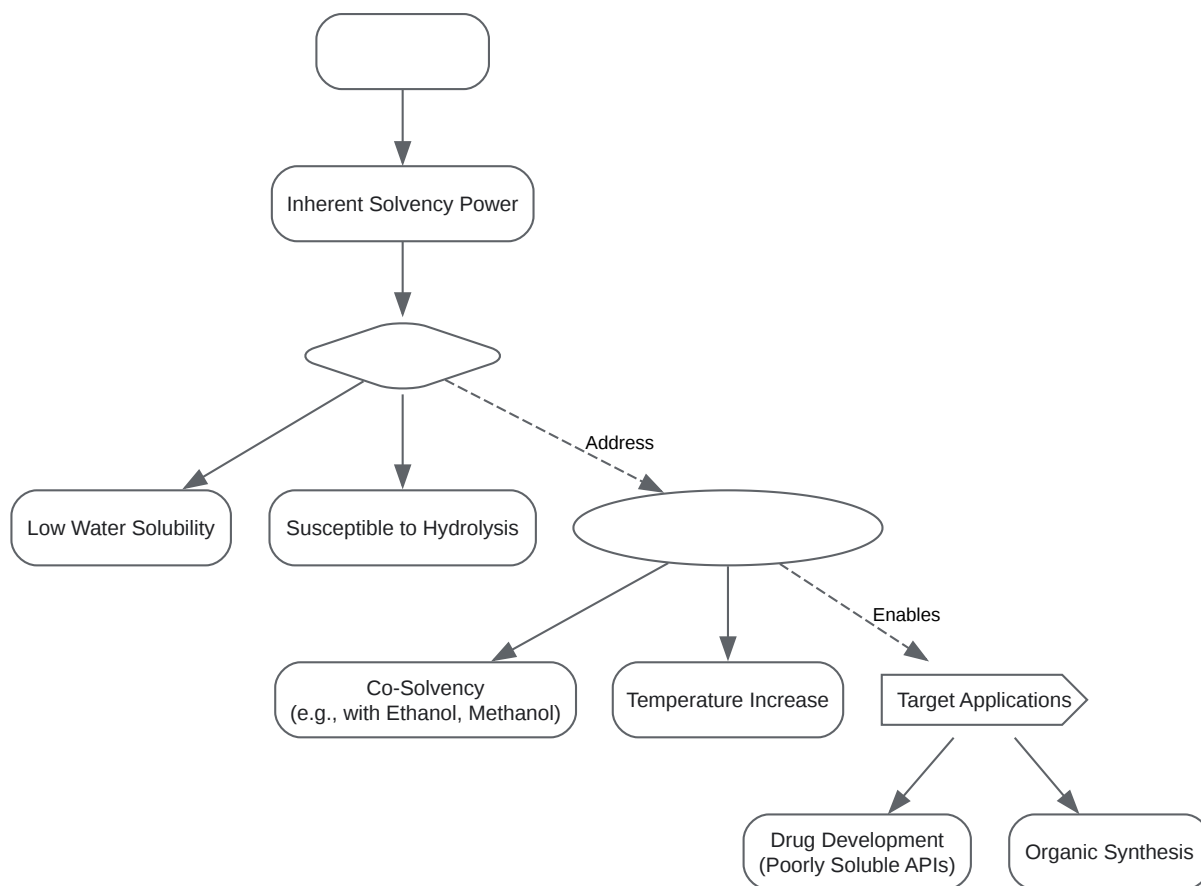 Inherent Solvency Power
Address
Low Water Solubility
Susceptible to Hydrolysis
Enables
Co-Solvency
(e.g., with Ethanol, Methanol)
Temperature Increase
Target Applications
Drug Development
(Poorly Soluble APIs)
Organic Synthesis